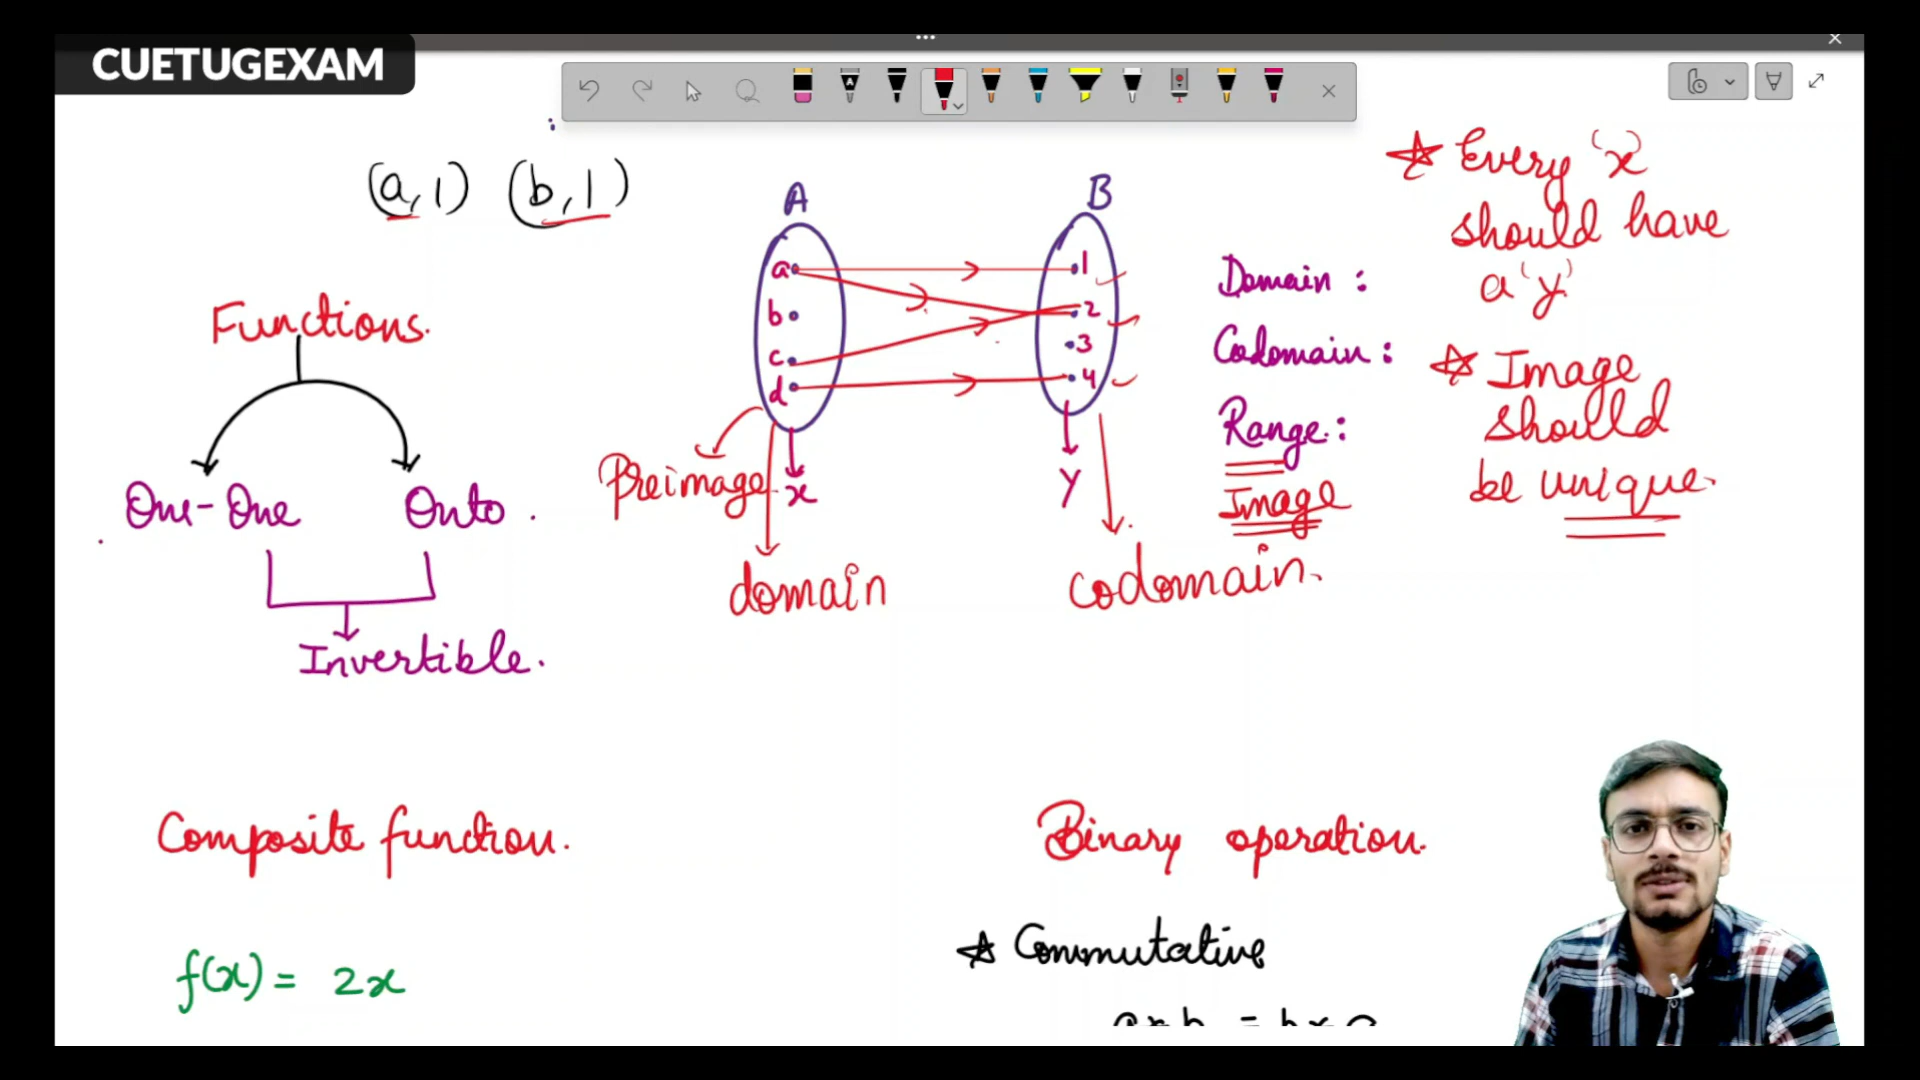 CUETUGEXAM
(a,1) (b,1)
A B
a 1
b 2
c 3
d 4
Preimage x
Y
domain
codomain.
Functions.
One-One Onto.
Invertible.
Domain :
Codomain :
Range :
Image
☆ Every 'x'
should have
a 'y'
☆ Image
should
be unique.
Composite function.
f(x) = 2x
Binary operation.
☆ Commutative